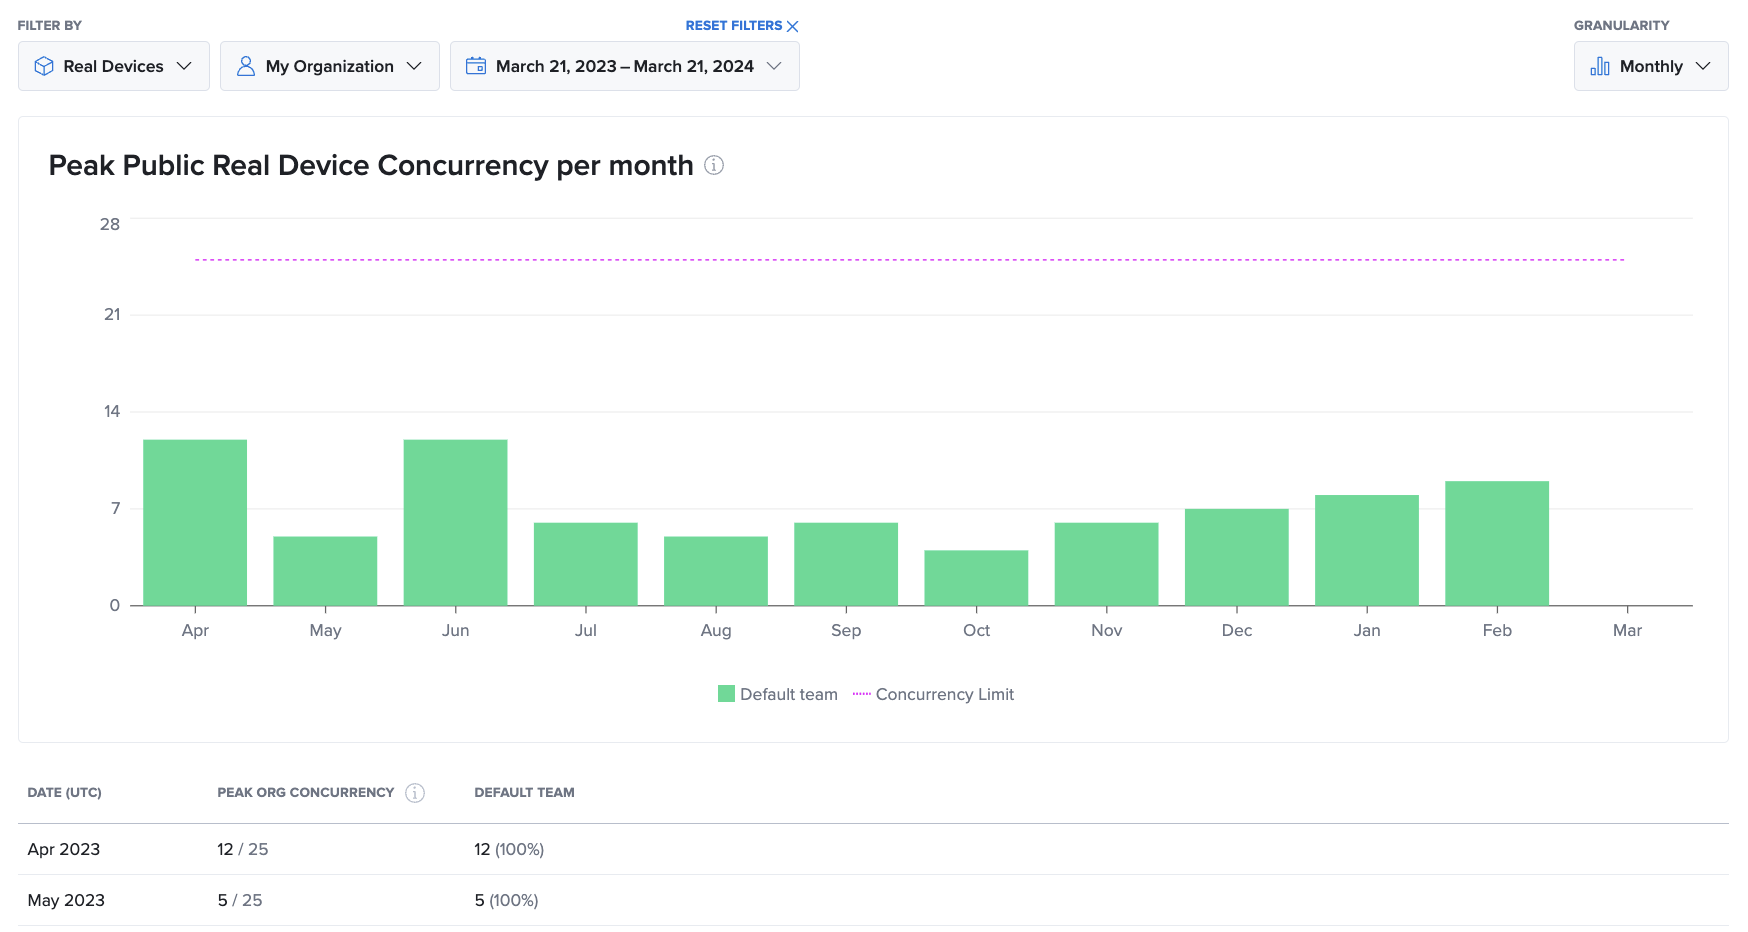 FILTER BY
RESET FILTERS
GRANULARITY
Real Devices
My Organization
March 21, 2023 – March 21, 2024
Monthly
Peak Public Real Device Concurrency per month
28
21
14
7
0
Apr May Jun Jul Aug Sep Oct Nov Dec Jan Feb Mar
Default team Concurrency Limit
DATE (UTC) PEAK ORG CONCURRENCY DEFAULT TEAM
Apr 2023 12 / 25 12 (100%)
May 2023 5 / 25 5 (100%)